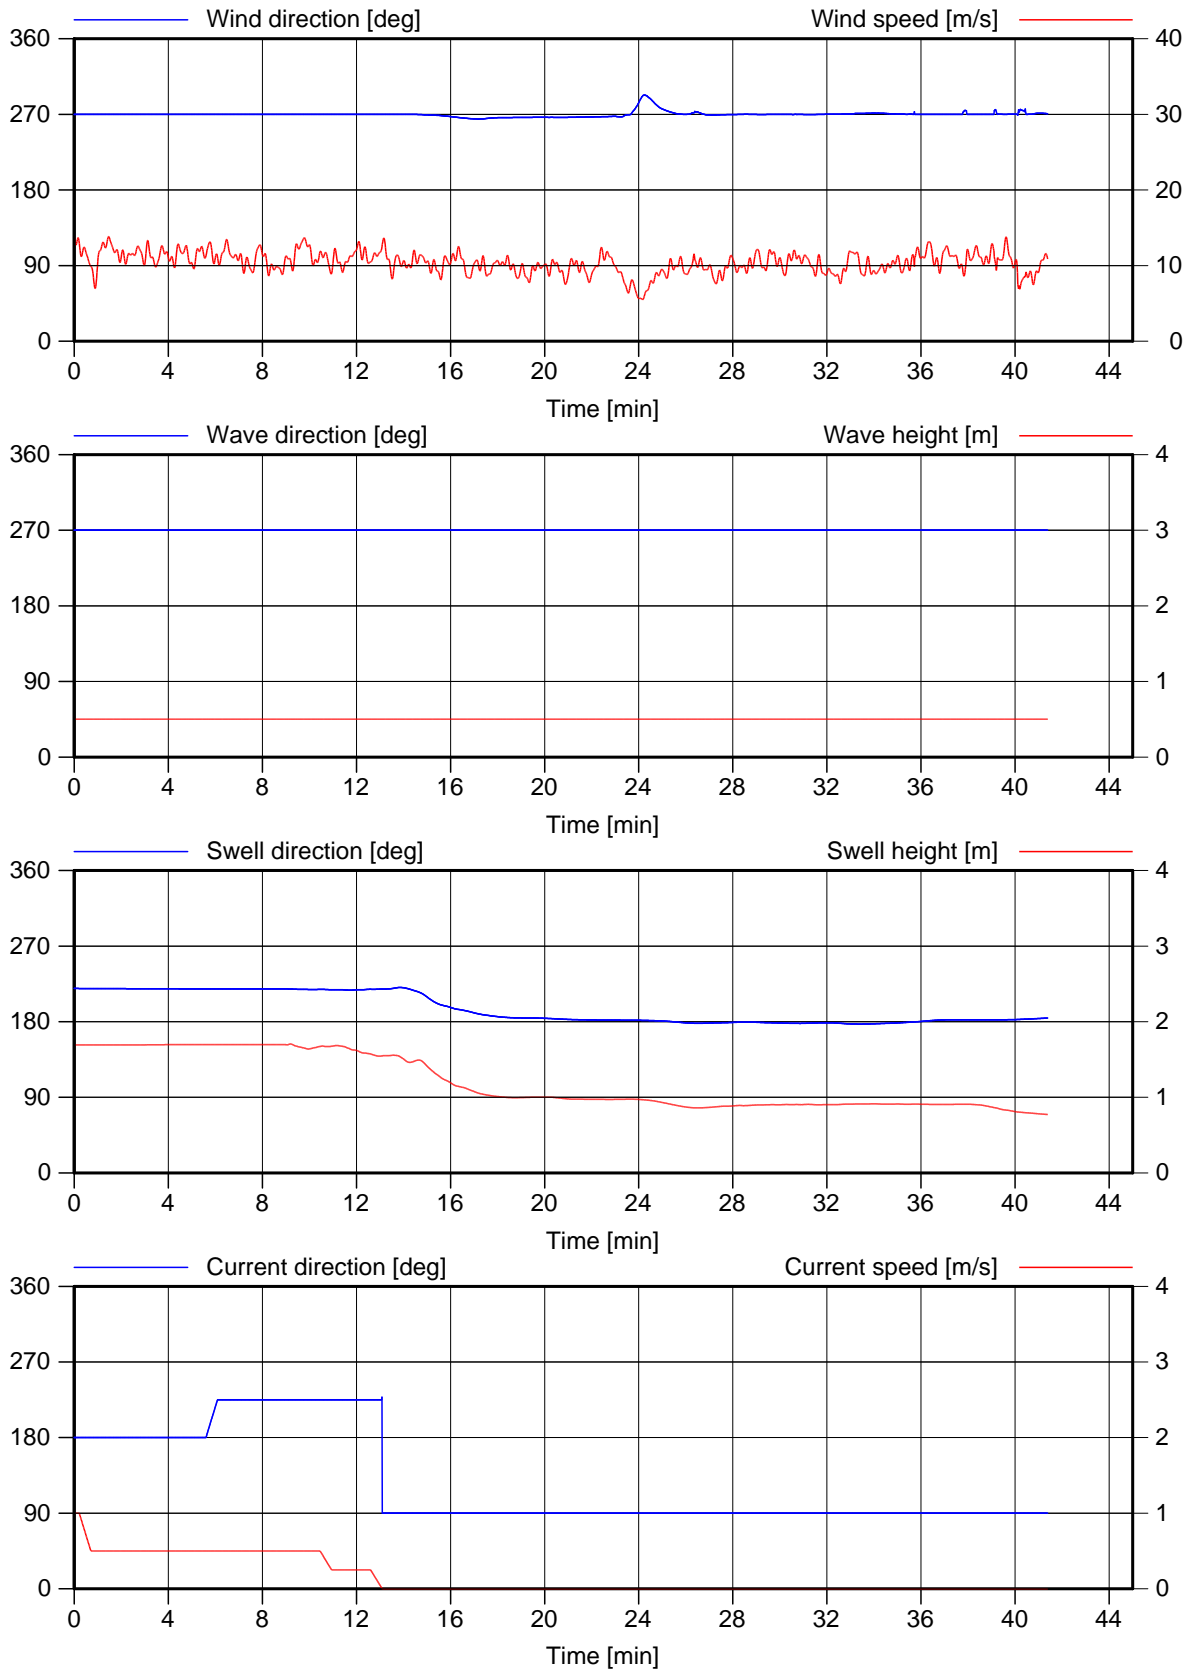 Wind direction [deg] Wind speed [m/s]
360 40
270 30
180 20
90 10
0 0
0 4 8 12 16 20 24 28 32 36 40 44
Time [min]
Wave direction [deg] Wave height [m]
360 4
270 3
180 2
90 1
0 0
0 4 8 12 16 20 24 28 32 36 40 44
Time [min]
Swell direction [deg] Swell height [m]
360 4
270 3
180 2
90 1
0 0
0 4 8 12 16 20 24 28 32 36 40 44
Time [min]
Current direction [deg] Current speed [m/s]
360 4
270 3
180 2
90 1
0 0
0 4 8 12 16 20 24 28 32 36 40 44
Time [min]